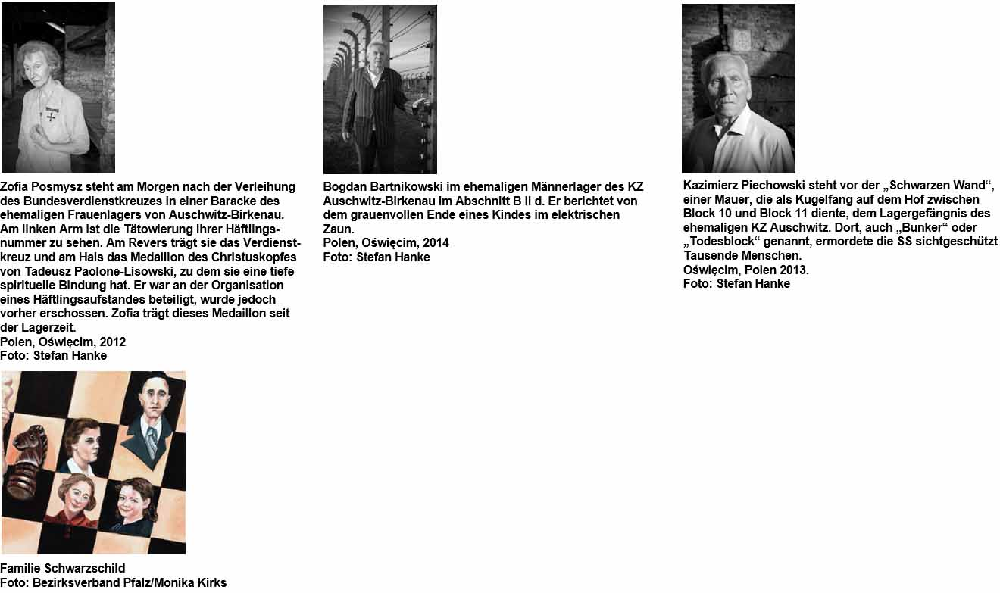 Zofia Posmysz steht am Morgen nach der Verleihung
des Bundesverdienstkreuzes in einer Baracke des
ehemaligen Frauenlagers von Auschwitz-Birkenau.
Am linken Arm ist die Tätowierung ihrer Häftlings-
nummer zu sehen. Am Revers trägt sie das Verdienst-
kreuz und am Hals das Medaillon des Christuskopfes
von Tadeusz Paolone-Lisowski, zu dem sie eine tiefe
spirituelle Bindung hat. Er war an der Organisation
eines Häftlingsaufstandes beteiligt, wurde jedoch
vorher erschossen. Zofia trägt dieses Medaillon seit
der Lagerzeit.
Polen, Oświęcim, 2012
Foto: Stefan Hanke
Bogdan Bartnikowski im ehemaligen Männerlager des KZ
Auschwitz-Birkenau im Abschnitt B II d. Er berichtet von
dem grauenvollen Ende eines Kindes im elektrischen
Zaun.
Polen, Oświęcim, 2014
Foto: Stefan Hanke
Kazimierz Piechowski steht vor der „Schwarzen Wand“,
einer Mauer, die als Kugelfang auf dem Hof zwischen
Block 10 und Block 11 diente, dem Lagergefängnis des
ehemaligen KZ Auschwitz. Dort, auch „Bunker“ oder
„Todesblock“ genannt, ermordete die SS sichtgeschützt
Tausende Menschen.
Oświęcim, Polen 2013.
Foto: Stefan Hanke
Familie Schwarzschild
Foto: Bezirksverband Pfalz/Monika Kirks